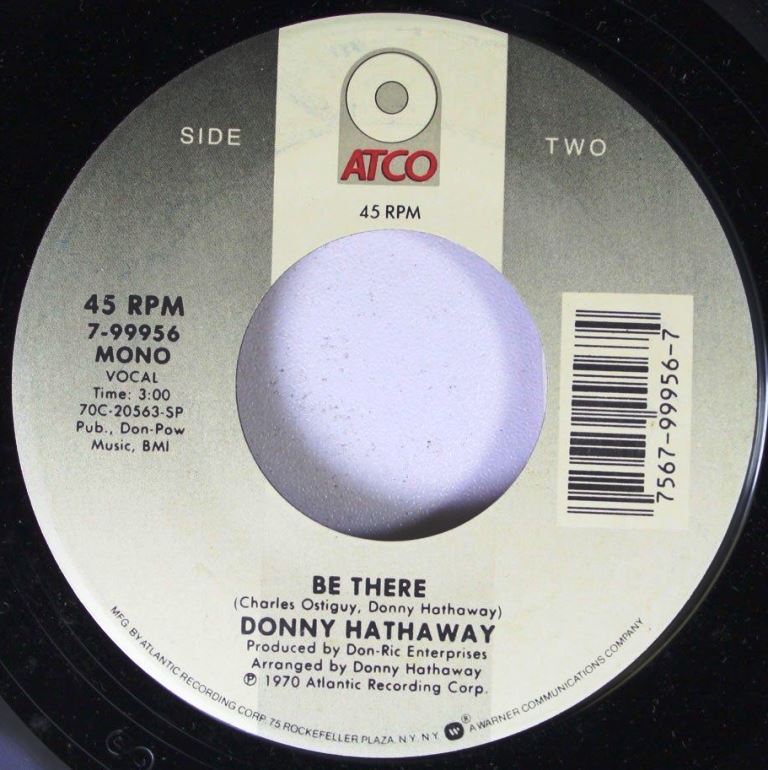 SIDE TWO
ATCO
45 RPM
45 RPM
7-99956
MONO
VOCAL
Time: 3:00
70C-20563-SP
Pub., Don-Pow
Music, BMI
7567-99956-7
BE THERE
(Charles Ostiguy, Donny Hathaway)
DONNY HATHAWAY
Produced by Don-Ric Enterprises
Arranged by Donny Hathaway
℗ 1970 Atlantic Recording Corp.
MFG. BY ATLANTIC RECORDING CORP. 75 ROCKEFELLER PLAZA. N.Y. N.Y. ® A WARNER COMMUNICATIONS COMPANY